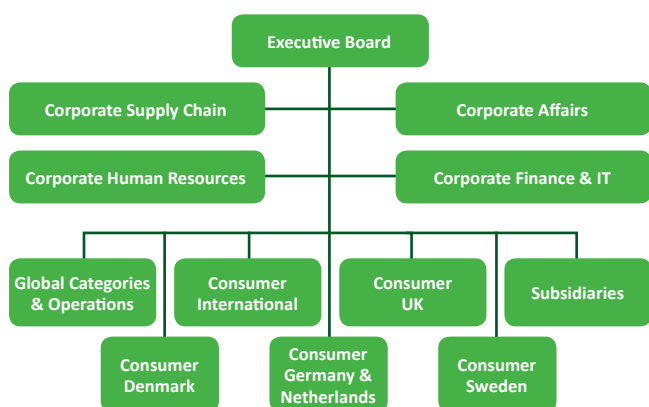 Executive Board
Corporate Supply Chain
Corporate Affairs
Corporate Human Resources
Corporate Finance & IT
Global Categories
& Operations
Consumer
International
Consumer
UK
Subsidiaries
Consumer
Denmark
Consumer
Germany &
Netherlands
Consumer
Sweden